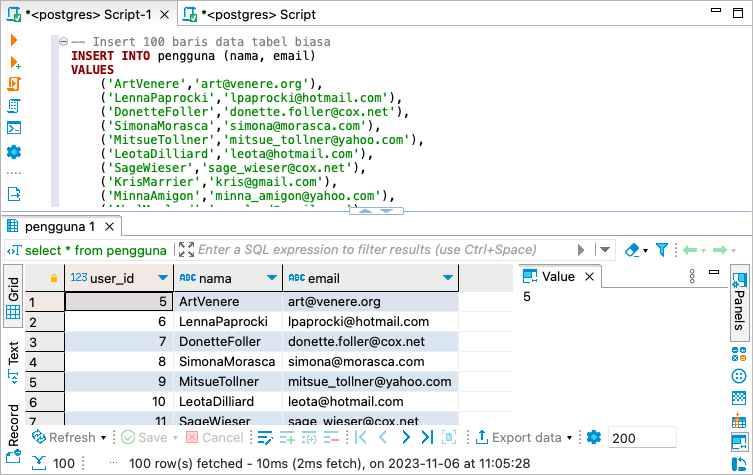 *<postgres> Script-1
*<postgres> Script
-- Insert 100 baris data tabel biasa
INSERT INTO pengguna (nama, email)
VALUES
('ArtVenere','art@venere.org'),
('LennaPaprocki','lpaprocki@hotmail.com'),
('DonetteFoller','donette.foller@cox.net'),
('SimonaMorasca','simona@morasca.com'),
('MitsueTollner','mitsue_tollner@yahoo.com'),
('LeotaDilliard','leota@hotmail.com'),
('SageWieser','sage_wieser@cox.net'),
('KrisMarrier','kris@gmail.com'),
('MinnaAmigon','minna_amigon@yahoo.com'),
pengguna 1
select * from pengguna
Enter a SQL expression to filter results (use Ctrl+Space)
Grid
Text
Record
123 user_id ABC nama ABC email
1 5 ArtVenere art@venere.org
2 6 LennaPaprocki lpaprocki@hotmail.com
3 7 DonetteFoller donette.foller@cox.net
4 8 SimonaMorasca simona@morasca.com
5 9 MitsueTollner mitsue_tollner@yahoo.com
6 10 LeotaDilliard leota@hotmail.com
7 11 SageWieser sage_wieser@cox.net
Value
5
Panels
Refresh Save Cancel Export data 200
100 100 row(s) fetched - 10ms (2ms fetch), on 2023-11-06 at 11:05:28